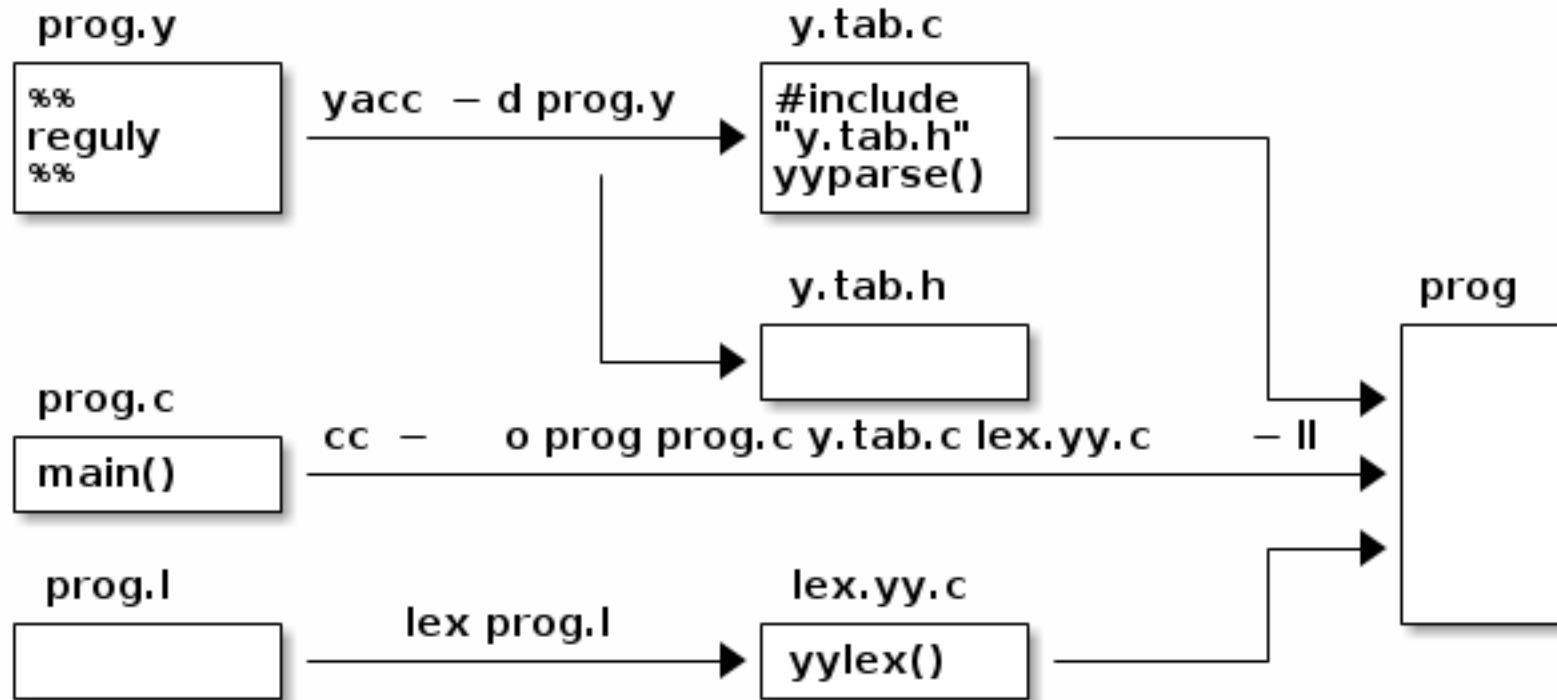 prog.y
%%
reguly
%%
yacc – d prog.y
y.tab.c
#include
"y.tab.h"
yyparse()
y.tab.h
prog
prog.c
main()
cc – o prog prog.c y.tab.c lex.yy.c – ll
prog.l
lex prog.l
lex.yy.c
yylex()